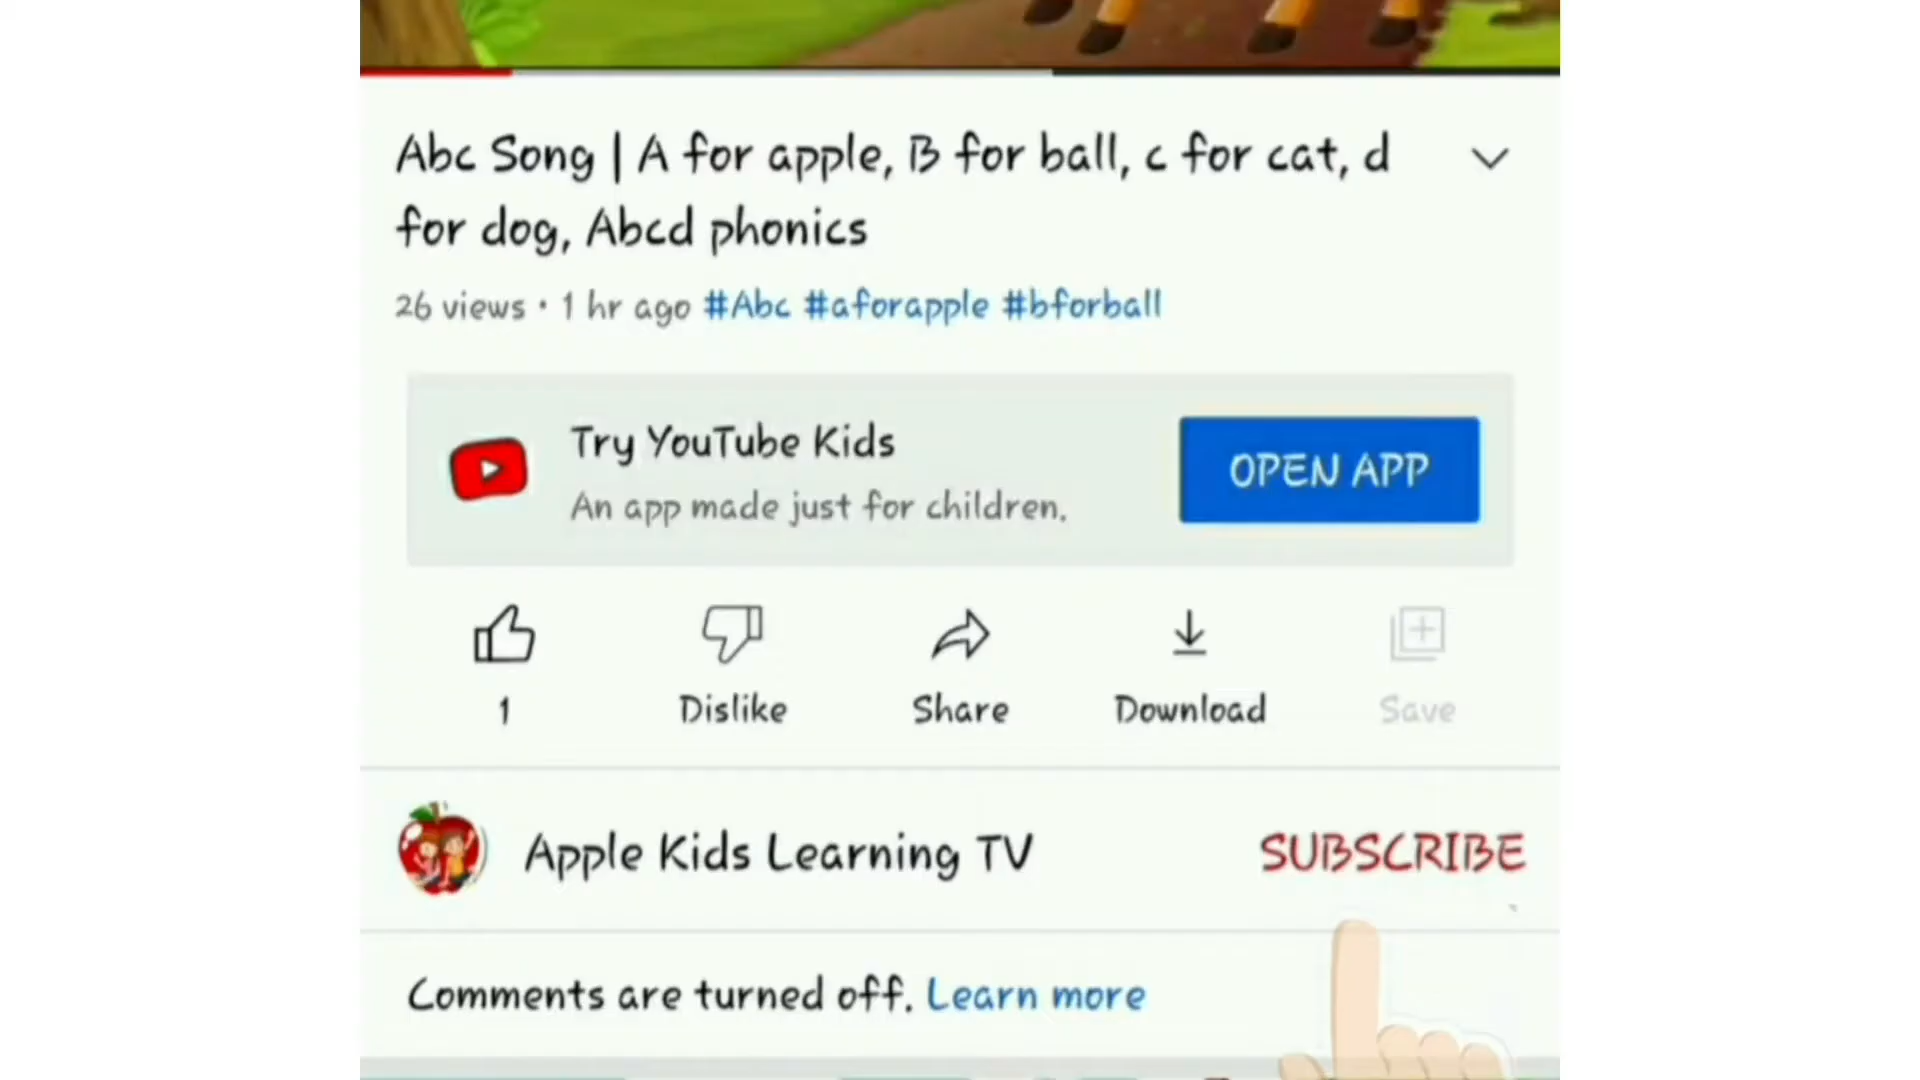 Abc Song | A for apple, B for ball, c for cat, d
for dog, Abcd phonics
26 views • 1 hr ago #Abc #aforapple #bforball
Try YouTube Kids
An app made just for children.
OPEN APP
1
Dislike
Share
Download
Save
Apple Kids Learning TV
SUBSCRIBE
Comments are turned off. Learn more